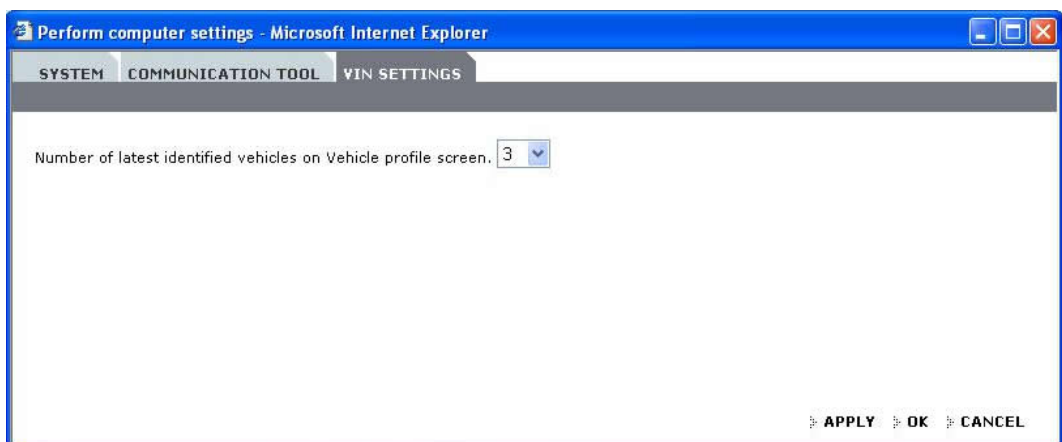 Perform computer settings - Microsoft Internet Explorer
SYSTEM COMMUNICATION TOOL VIN SETTINGS
Number of latest identified vehicles on Vehicle profile screen. 3
APPLY OK CANCEL